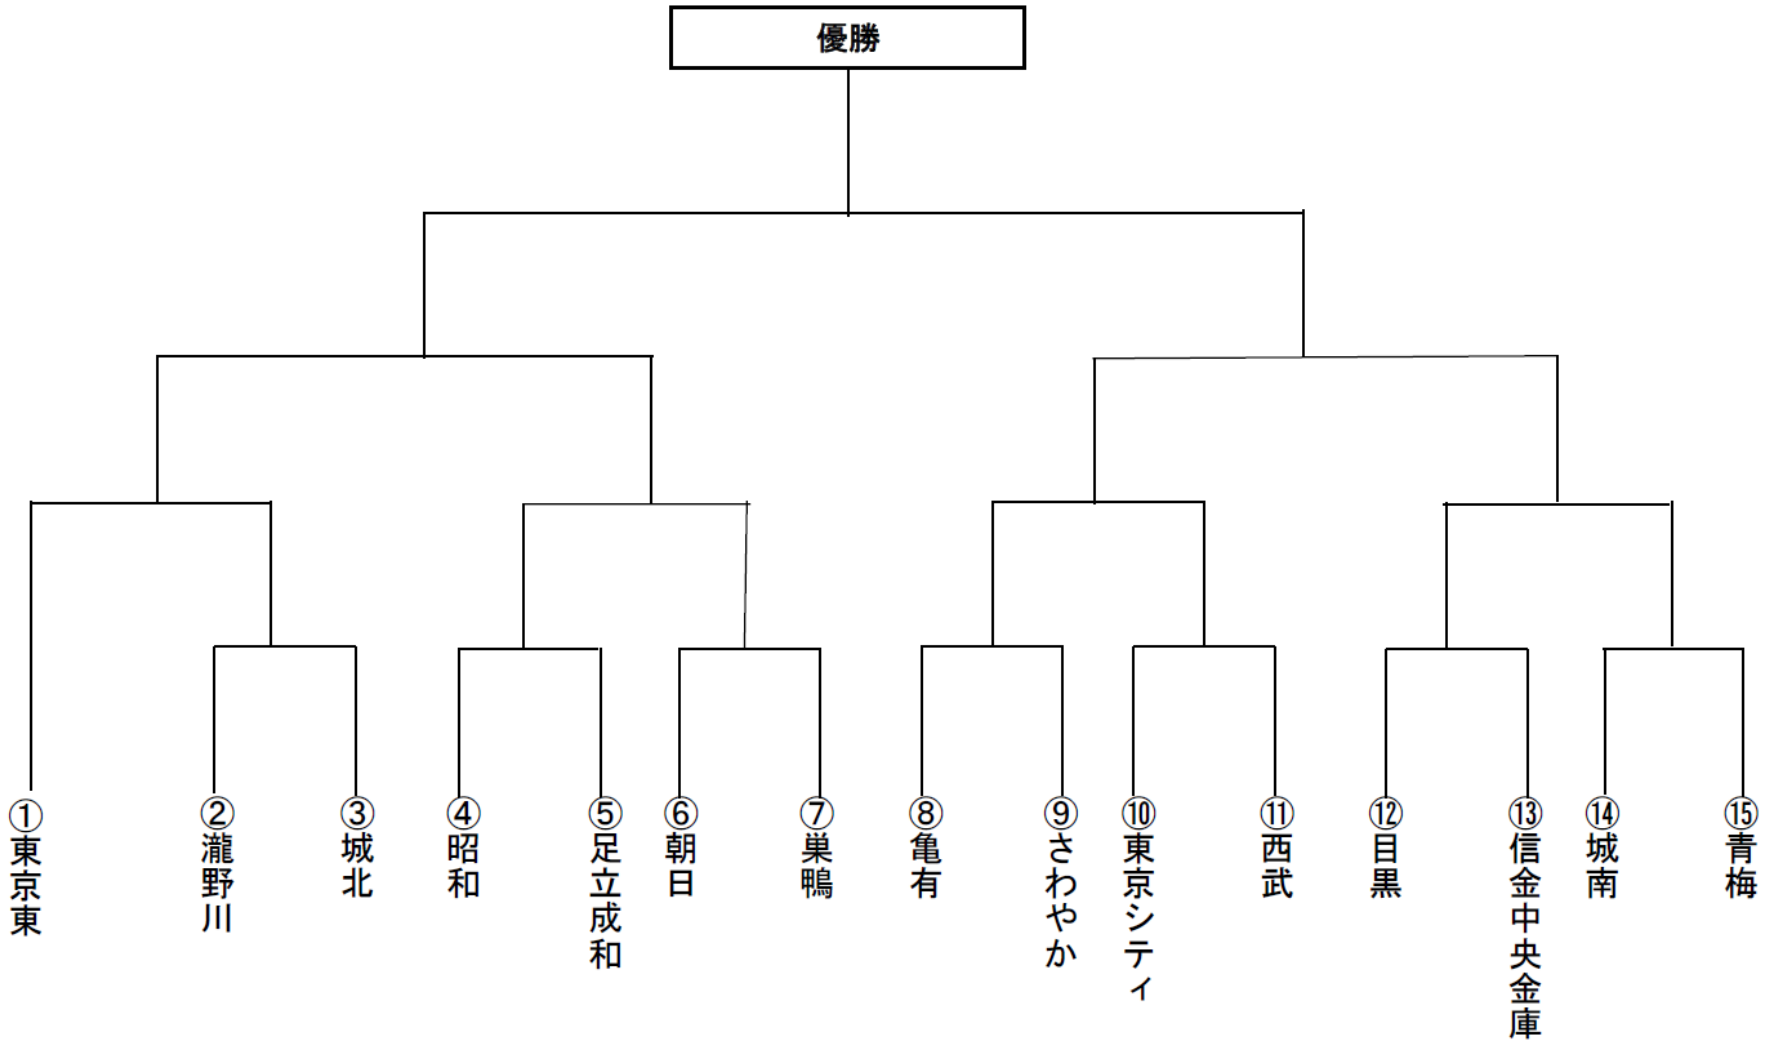 優勝
①東京東
②瀧野川
③城北
④昭和
⑤足立成和
⑥朝日
⑦巣鴨
⑧亀有
⑨さわやか
⑩東京シティ
⑪西武
⑫目黒
⑬信金中央金庫
⑭城南
⑮青梅